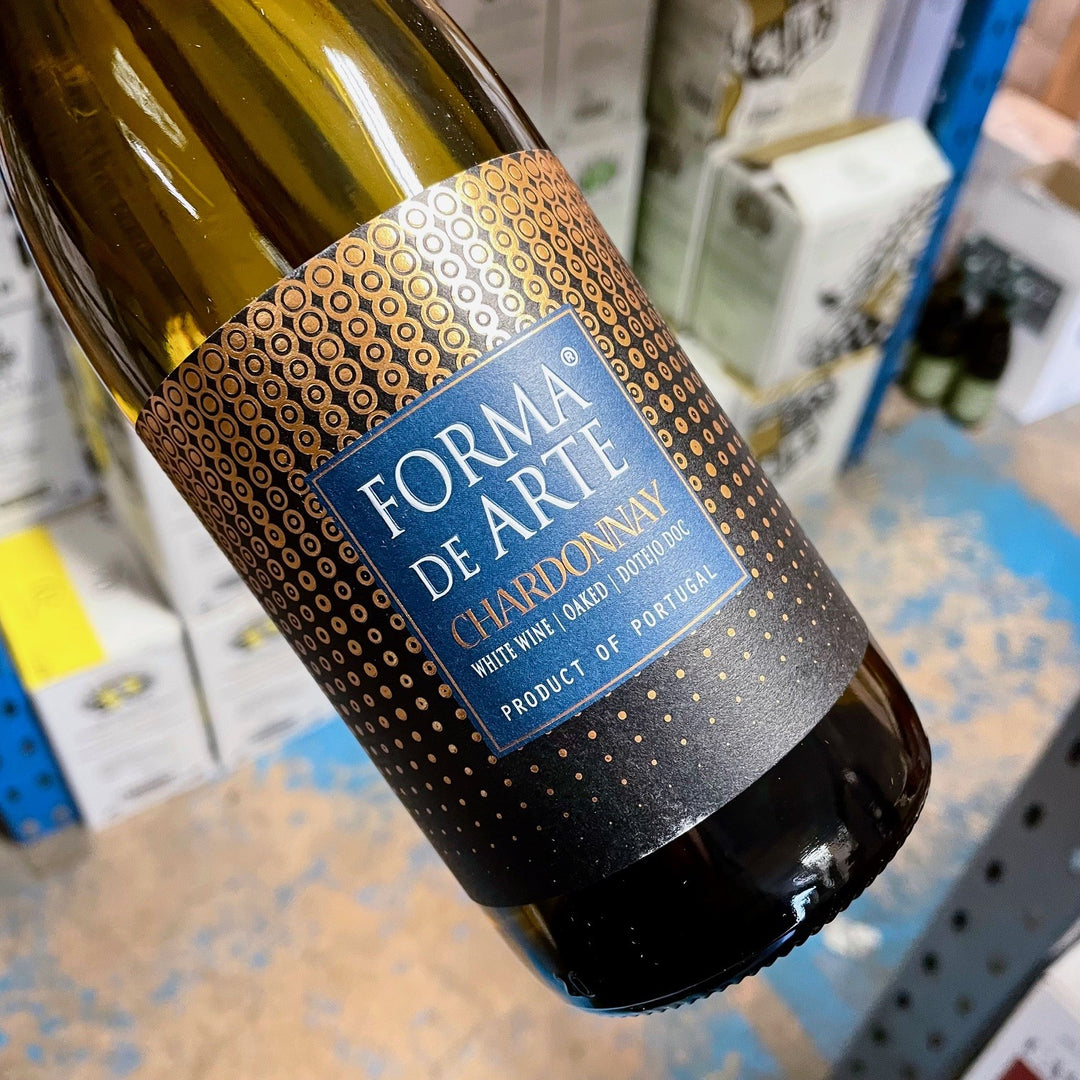 FORMA®
DE ARTE
CHARDONNAY
WHITE WINE | OAKED | DOTEJO DOC
PRODUCT OF PORTUGAL